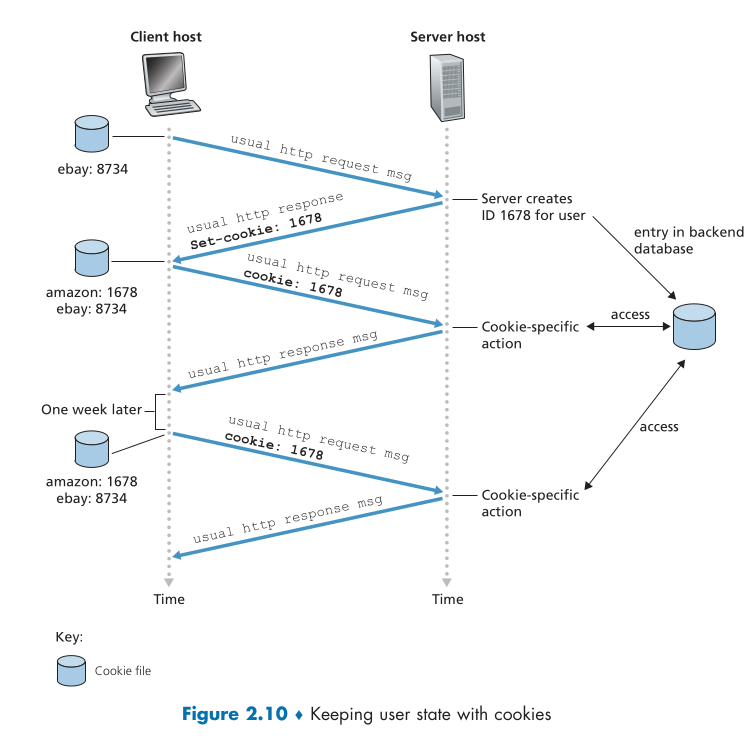 Client host
Server host
ebay: 8734
usual http request msg
Server creates
ID 1678 for user
entry in backend
database
usual http response
Set-cookie: 1678
amazon: 1678
ebay: 8734
usual http request msg
cookie: 1678
access
Cookie-specific
action
usual http response msg
One week later
amazon: 1678
ebay: 8734
usual http request msg
cookie: 1678
access
Cookie-specific
action
usual http response msg
Time
Time
Key:
Cookie file
Figure 2.10 ♦ Keeping user state with cookies